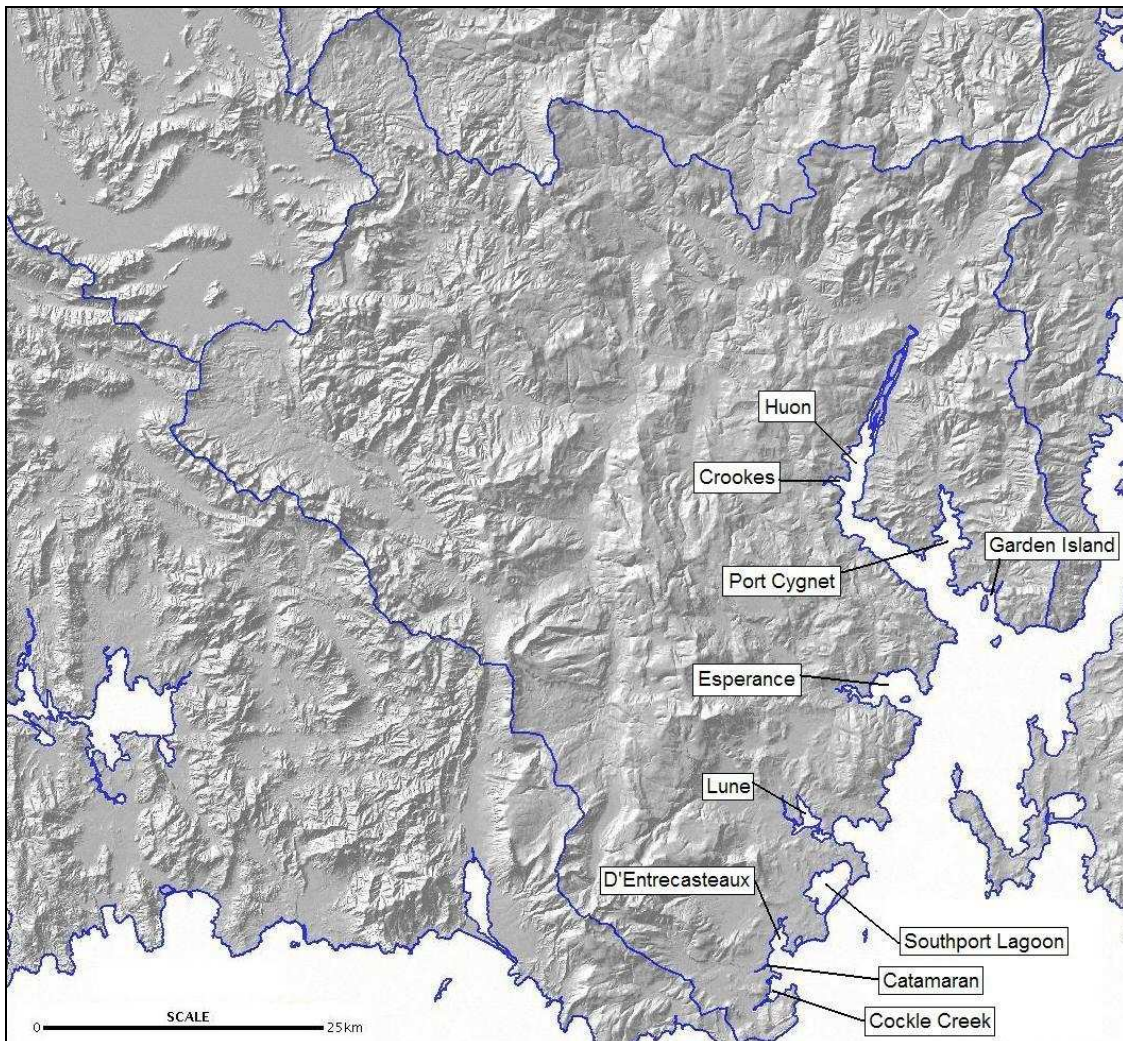 Huon
Crookes
Garden Island
Port Cygnet
Esperance
Lune
D'Entrecasteaux
Southport Lagoon
Catamaran
Cockle Creek
SCALE
0 25km